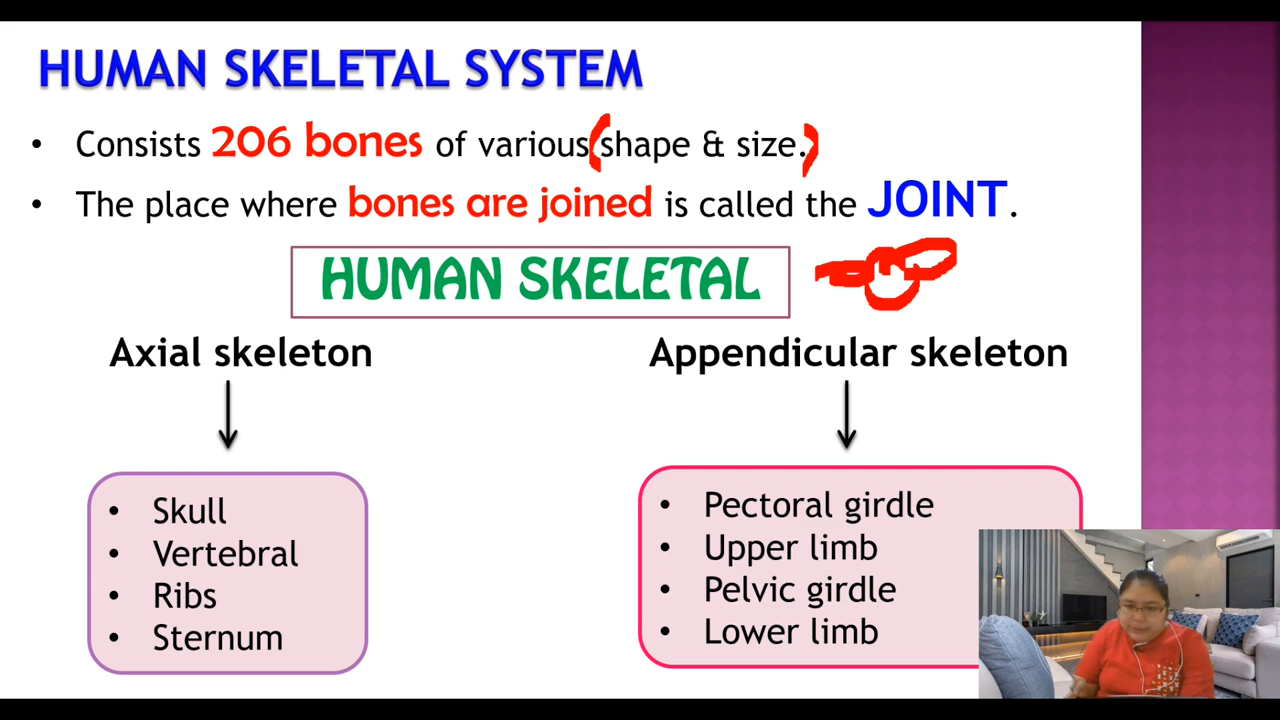 HUMAN SKELETAL SYSTEM
• Consists 206 bones of various (shape & size.)
• The place where bones are joined is called the JOINT.
HUMAN SKELETAL
Axial skeleton
• Skull
• Vertebral
• Ribs
• Sternum
Appendicular skeleton
• Pectoral girdle
• Upper limb
• Pelvic girdle
• Lower limb